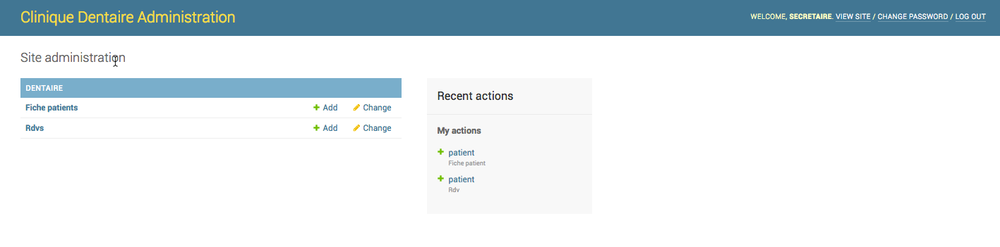 Clinique Dentaire Administration
WELCOME, SECRETAIRE. VIEW SITE / CHANGE PASSWORD / LOG OUT
Site administration
DENTAIRE
Fiche patients Add Change
Rdvs Add Change
Recent actions
My actions
patient
Fiche patient
patient
Rdv